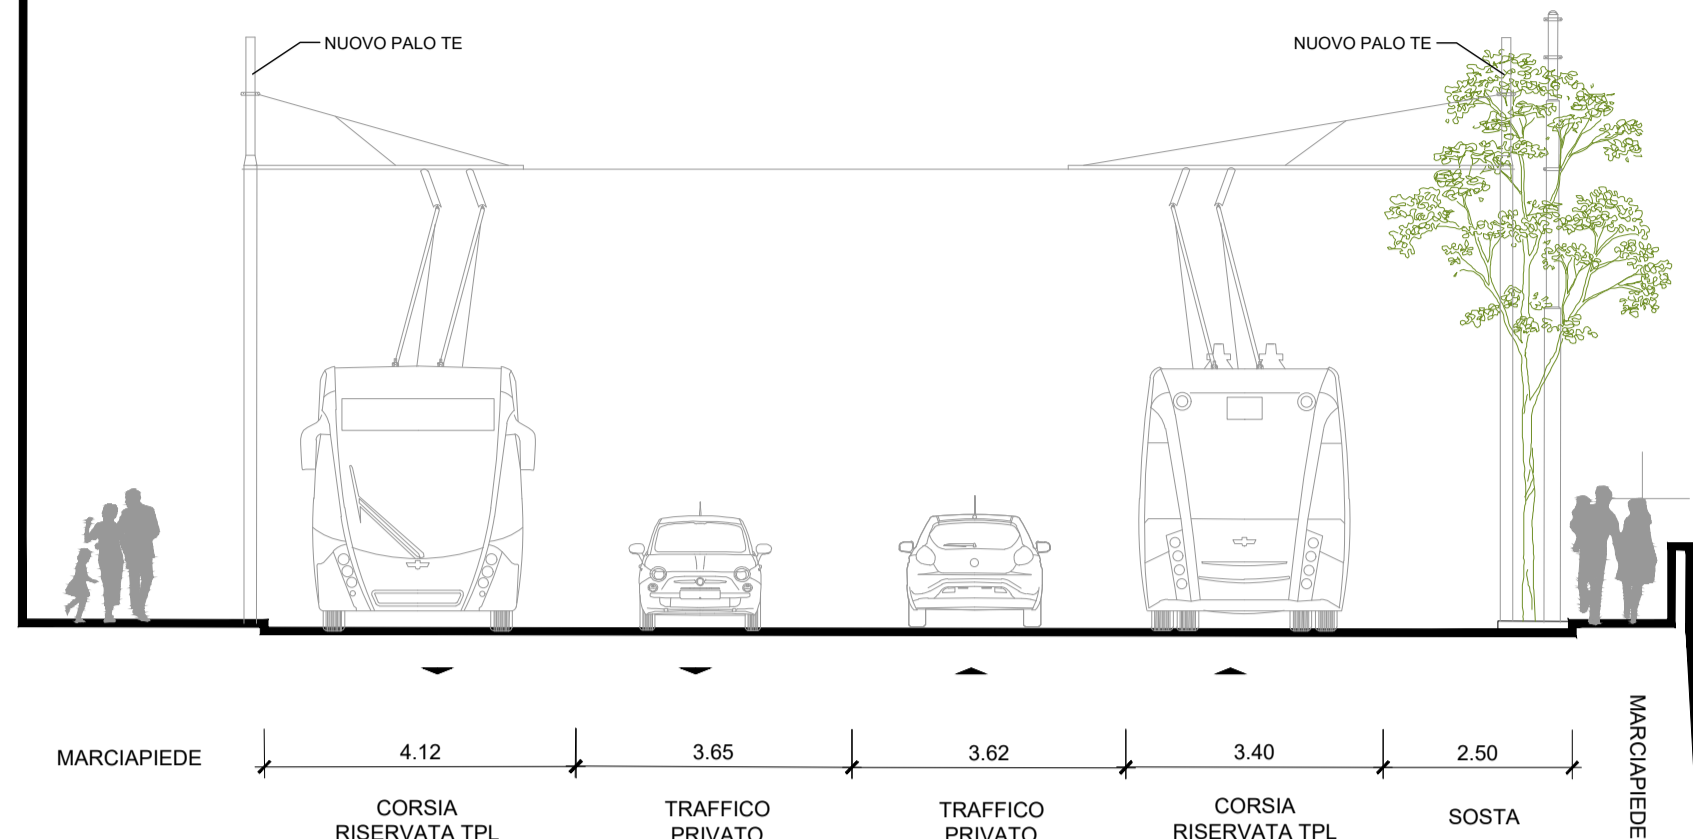 NUOVO PALO TE
NUOVO PALO TE
MARCIAPIEDE
4.12
3.65
3.62
3.40
2.50
MARCIAPIEDE
CORSIA
RISERVATA TPL
TRAFFICO
PRIVATO
TRAFFICO
PRIVATO
CORSIA
RISERVATA TPL
SOSTA